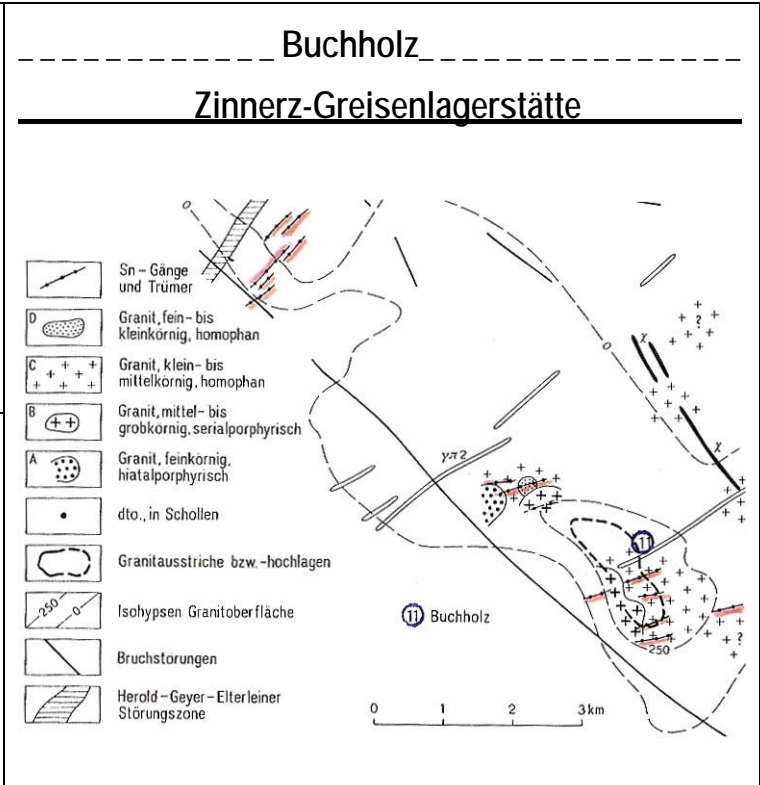 Buchholz
Zinnerz-Greisenlagerstätte
Sn-Gänge
und Trümer
D
Granit, fein- bis
kleinkörnig, homophan
C
Granit, klein- bis
mittelkörnig, homophan
B
Granit, mittel- bis
grobkörnig, serialporphyrisch
A
Granit, feinkörnig,
hiatalporphyrisch
dto., in Schollen
Granitausstriche bzw.-hochlagen
250 0
Isohypsen Granitoberfläche
Bruchstörungen
Herold-Geyer-Elterleiner
Störungszone
0
0
?
χ
χ
γπ2
11
250
?
11 Buchholz
0 1 2 3 km